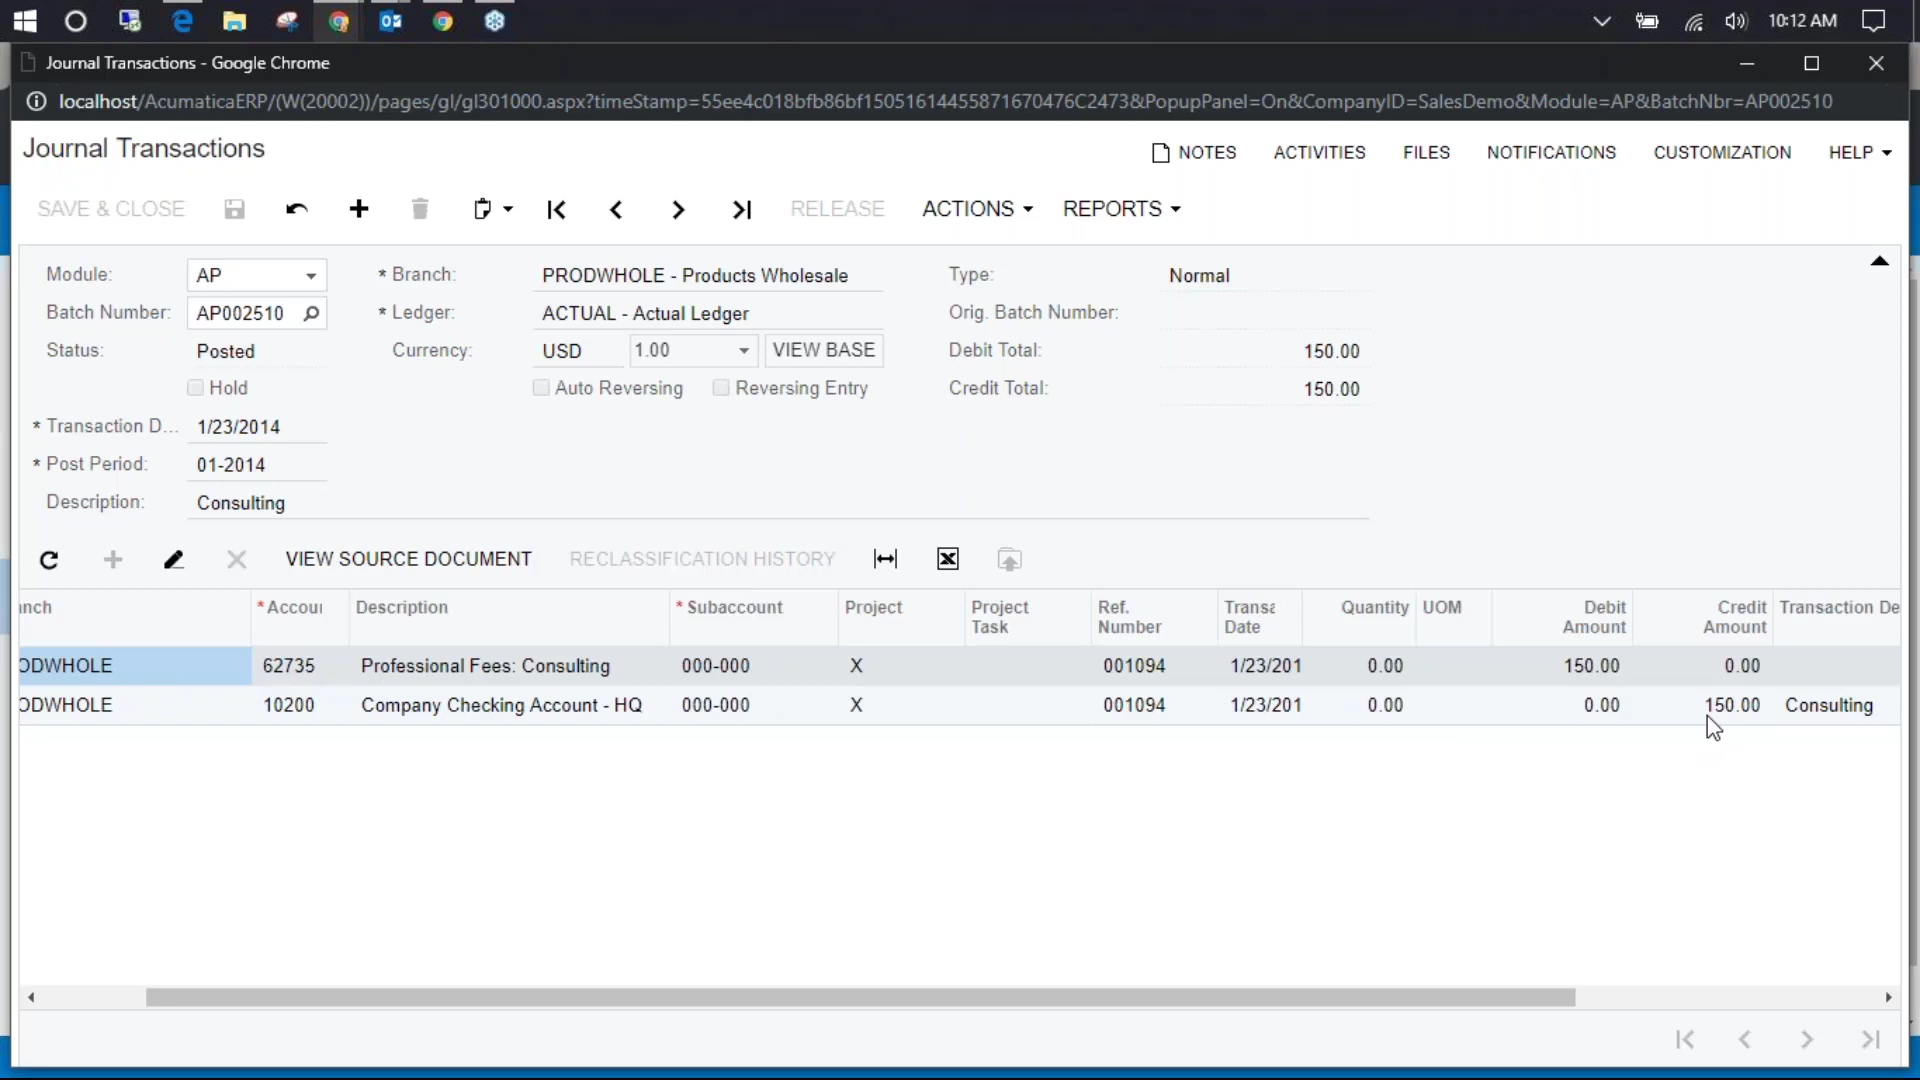 10:12 AM
Journal Transactions - Google Chrome
localhost/AcumaticaERP/(W(20002))/pages/gl/gl301000.aspx?timeStamp=55ee4c018bfb86bf15051614455871670476C2473&PopupPanel=On&CompanyID=SalesDemo&Module=AP&BatchNbr=AP002510
Journal Transactions
NOTES ACTIVITIES FILES NOTIFICATIONS CUSTOMIZATION HELP
SAVE & CLOSE RELEASE ACTIONS REPORTS
Module: AP * Branch: PRODWHOLE - Products Wholesale Type: Normal
Batch Number: AP002510 * Ledger: ACTUAL - Actual Ledger Orig. Batch Number:
Status: Posted Currency: USD 1.00 VIEW BASE Debit Total: 150.00
Hold Auto Reversing Reversing Entry Credit Total: 150.00
* Transaction D... 1/23/2014
* Post Period: 01-2014
Description: Consulting
VIEW SOURCE DOCUMENT RECLASSIFICATION HISTORY
nch * Accou Description * Subaccount Project Project Task Ref. Number Transa Date Quantity UOM Debit Amount Credit Amount Transaction De
ODWHOLE 62735 Professional Fees: Consulting 000-000 X 001094 1/23/201 0.00 150.00 0.00
ODWHOLE 10200 Company Checking Account - HQ 000-000 X 001094 1/23/201 0.00 0.00 150.00 Consulting